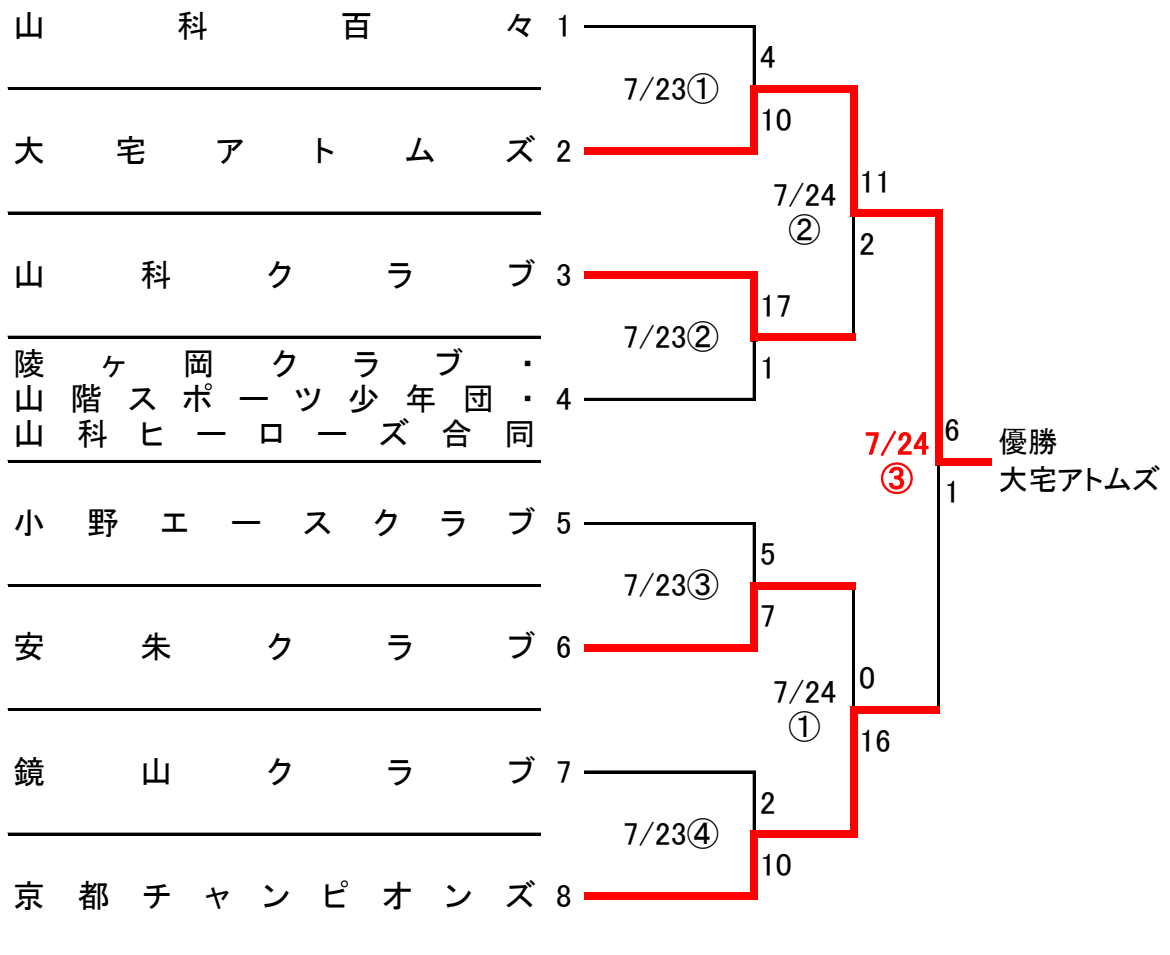 山科百々 1
4
7/23①
10
大宅アトムズ 2
11
7/24
②
2
山科クラブ 3
17
7/23②
1
陵ヶ岡クラブ・
山階スポーツ少年団・ 4
山科ヒーローズ合同
6
7/24
③
優勝
大宅アトムズ
1
小野エースクラブ 5
5
7/23③
7
安朱クラブ 6
0
7/24
①
16
鏡山クラブ 7
2
7/23④
10
京都チャンピオンズ 8